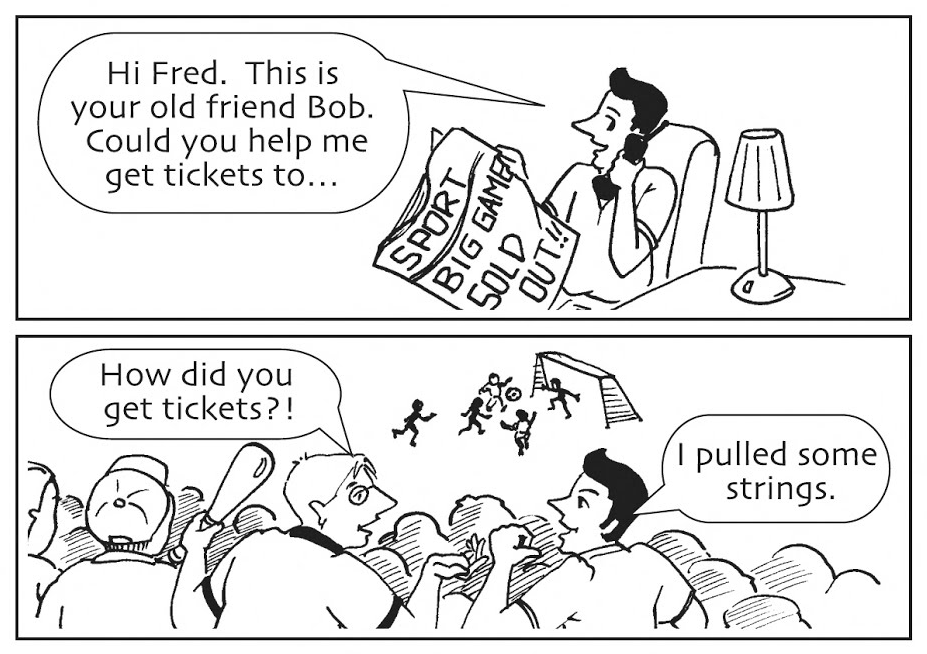 Hi Fred. This is
your old friend Bob.
Could you help me
get tickets to...
SPORT
BIG GAME
SOLD
OUT!!
How did you
get tickets?!
I pulled some
strings.